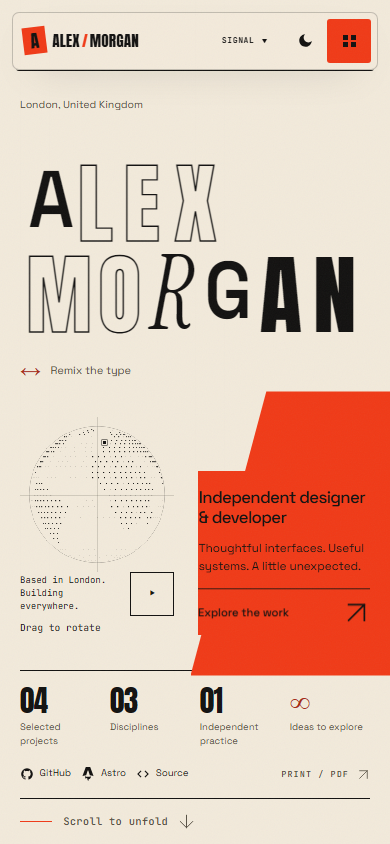 A ALEX / MORGAN
SIGNAL
London, United Kingdom
ALEX
MORGAN
Remix the type
Based in London.
Building
everywhere.
Drag to rotate
Independent designer
& developer
Thoughtful interfaces. Useful
systems. A little unexpected.
Explore the work
04
Selected
projects
03
Disciplines
01
Independent
practice
∞
Ideas to explore
GitHub
Astro
Source
PRINT / PDF
Scroll to unfold